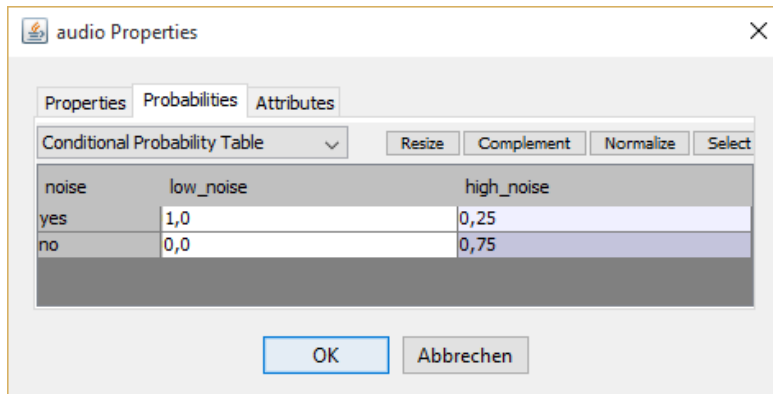 audio Properties
Properties Probabilities Attributes
Conditional Probability Table Resize Complement Normalize Select
noise low_noise high_noise
yes 1,0 0,25
no 0,0 0,75
OK Abbrechen